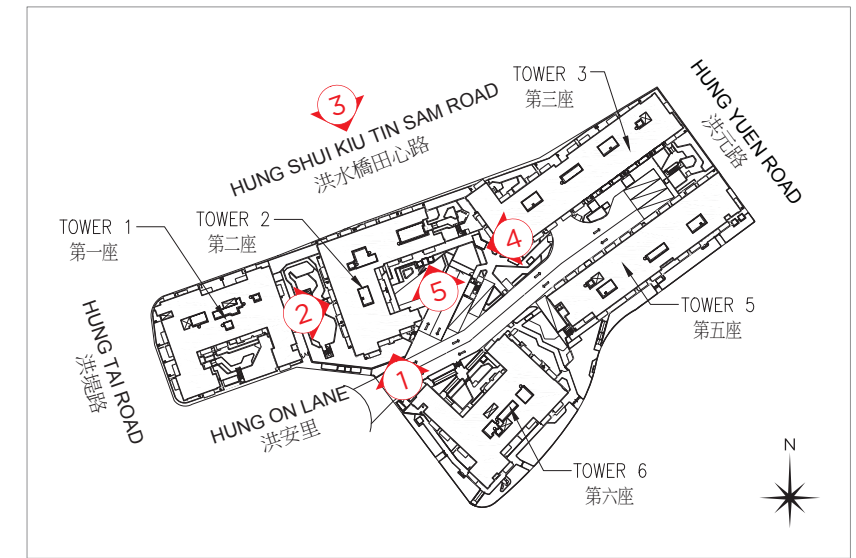 TOWER 3
第三座
HUNG YUEN ROAD
洪元路
3
HUNG SHUI KIU TIN SAM ROAD
洪水橋田心路
TOWER 1
第一座
TOWER 2
第二座
4
5
2
HUNG TAI ROAD
洪堤路
TOWER 5
第五座
1
HUNG ON LANE
洪安里
TOWER 6
第六座
N